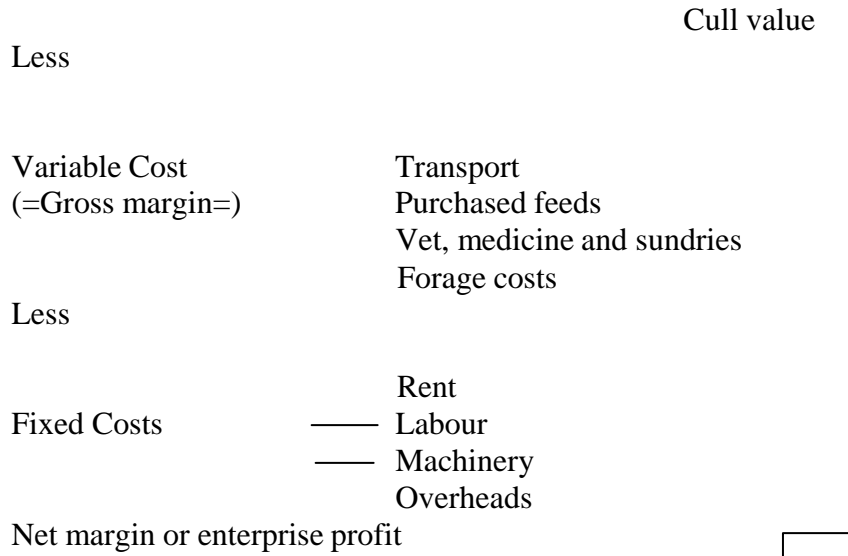 Cull value
Less
Variable Cost Transport
(=Gross margin=) Purchased feeds
Vet, medicine and sundries
Forage costs
Less
Rent
Fixed Costs Labour
Machinery
Overheads
Net margin or enterprise profit